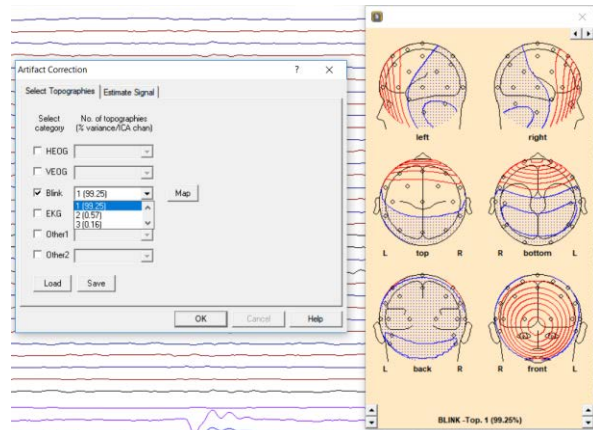 Artifact Correction ? ×
Select Topographies Estimate Signal
Select category No. of topographies (% variance/ICA chan)
HEOG
VEOG
Blink 1 (99.25) Map
1 (99.25)
EKG 2 (0.57)
3 (0.16)
Other1
Other2
Load Save
OK Cancel Help
left right
L top R R bottom L
L back R R front L
BLINK -Top. 1 (99.25%)